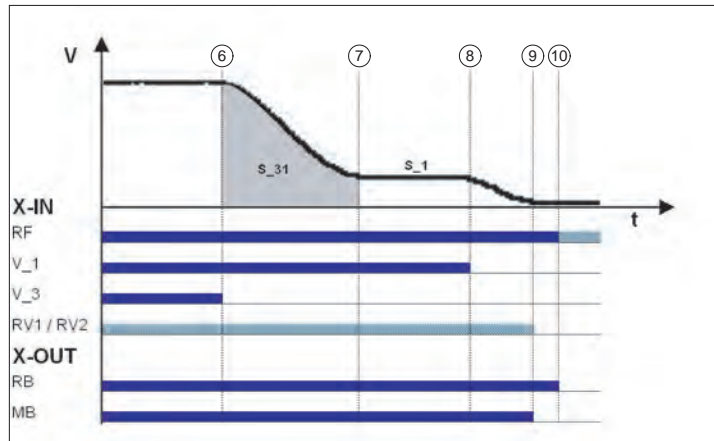 V
6
7
8
9
10
S_31
S_1
t
X-IN
RF
V_1
V_3
RV1 / RV2
X-OUT
RB
MB